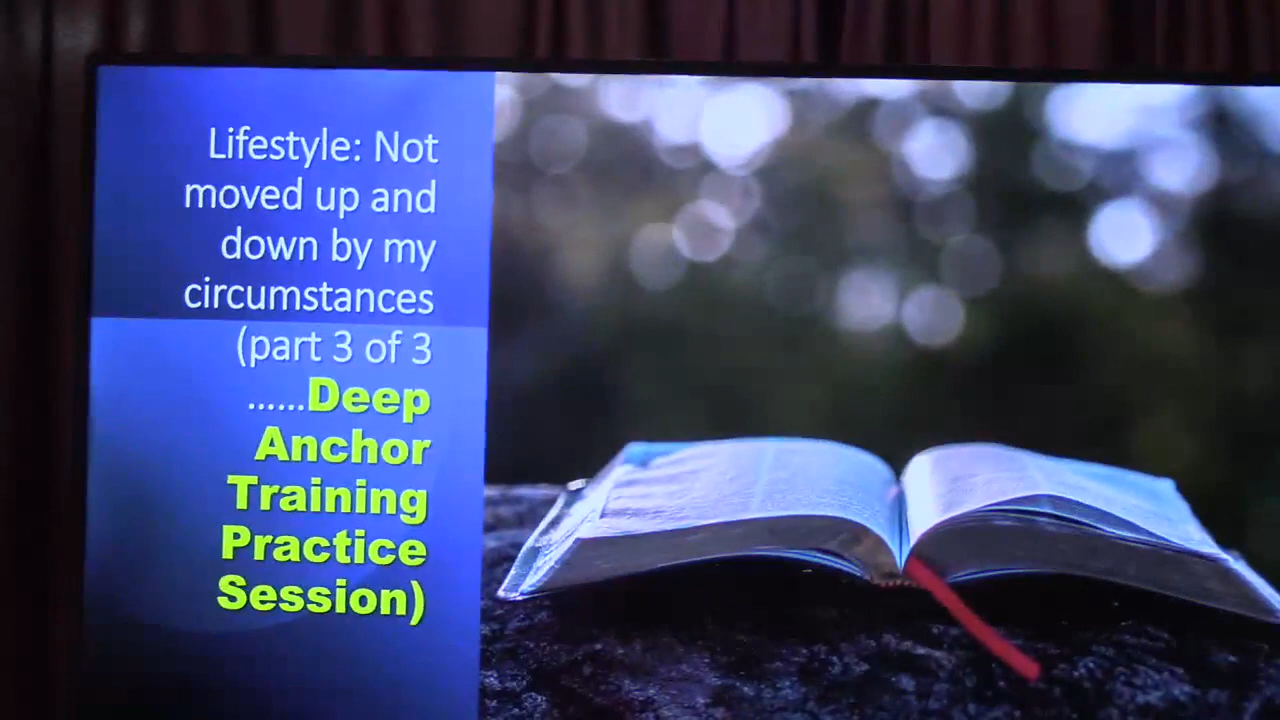 Lifestyle: Not
moved up and
down by my
circumstances
(part 3 of 3
......Deep
Anchor
Training
Practice
Session)